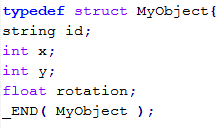 typedef struct MyObject{
string id;
int x;
int y;
float rotation;
_END( MyObject );